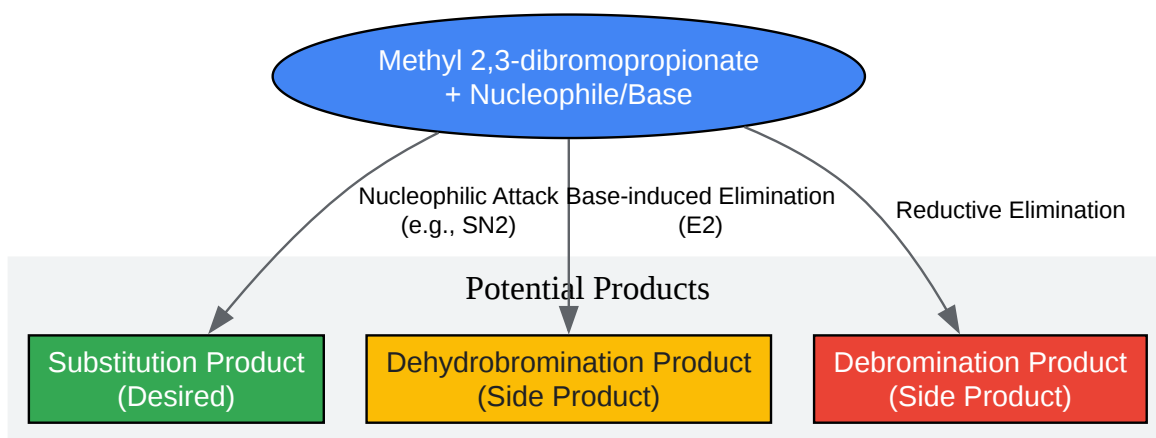 Methyl 2,3-dibromopropionate
+ Nucleophile/Base
Nucleophilic Attack
(e.g., SN2)
Base-induced Elimination
(E2)
Reductive Elimination
Potential Products
Substitution Product
(Desired)
Dehydrobromination Product
(Side Product)
Debromination Product
(Side Product)